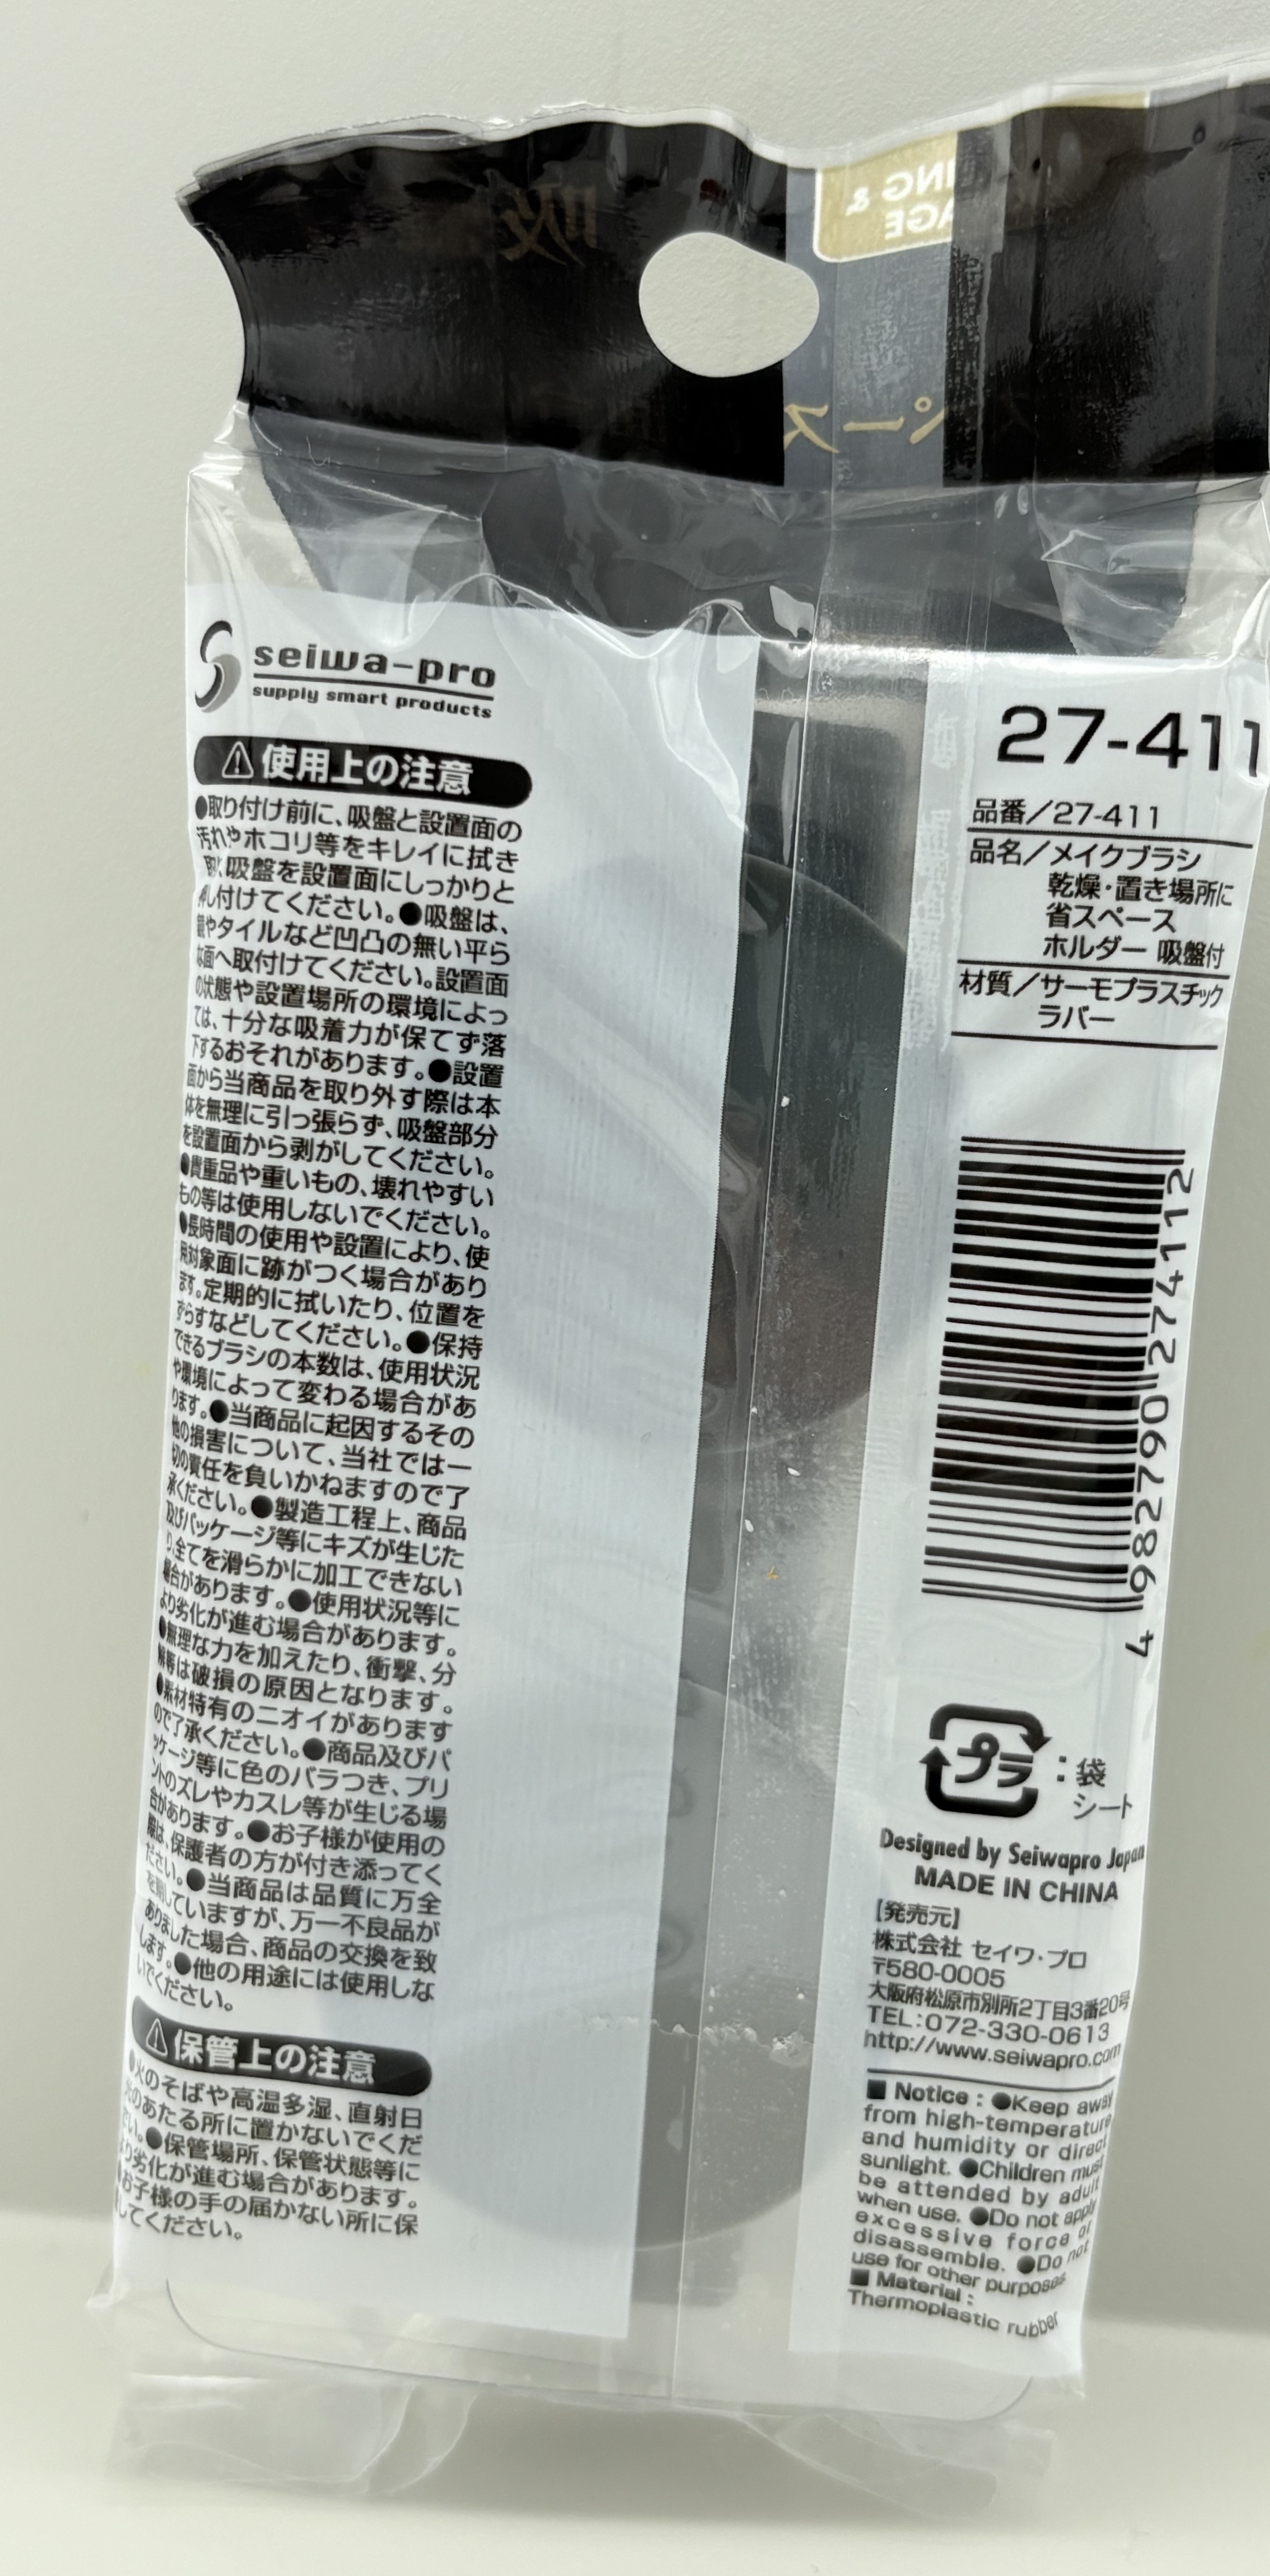 seiwa-pro
supply smart products
使用上の注意
●取り付け前に、吸盤と設置面の
汚れやホコリ等をキレイに拭き
取り、吸盤を設置面にしっかりと
押し付けてください。●吸盤は、
鏡やタイルなど凹凸の無い平ら
な面へ取付けてください。設置面
の状態や設置場所の環境によっ
ては、十分な吸着力が保てず落
下するおそれがあります。●設置
面から当商品を取り外す際は本
体を無理に引っ張らず、吸盤部分
を設置面から剥がしてください。
●貴重品や重いもの、壊れやすい
もの等は使用しないでください。
●長時間の使用や設置により、使
用対象面に跡がつく場合があり
ます。定期的に拭いたり、位置を
ずらすなどしてください。●保持
できるブラシの本数は、使用状況
や環境によって変わる場合があ
ります。●当商品に起因するその
他の損害について、当社では一
切の責任を負いかねますので了
承ください。●製造工程上、商品
及びパッケージ等にキズが生じた
り、全てを滑らかに加工できない
場合があります。●使用状況等に
より劣化が進む場合があります。
●無理な力を加えたり、衝撃、分
解等は破損の原因となります。
●素材特有のニオイがあります
ので了承ください。●商品及びパ
ッケージ等に色のバラつき、プリ
ントのズレやカスレ等が生じる場
合があります。●お子様が使用の
際は、保護者の方が付き添ってく
ださい。●当商品は品質に万全
を期していますが、万一不良品が
ありました場合、商品の交換を致
します。●他の用途には使用しな
いでください。
保管上の注意
●火のそばや高温多湿、直射日
光のあたる所に置かないでくだ
さい。●保管場所、保管状態等に
より劣化が進む場合があります。
●お子様の手の届かない所に保
してください。
ING &
AGE
ペース
27-411
品番／27-411
品名／メイクブラシ
乾燥・置き場所に
省スペース
ホルダー 吸盤付
材質／サーモプラスチック
ラバー
4 982790 274112
プラ：袋
シート
Designed by Seiwapro Japan
MADE IN CHINA
【発売元】
株式会社 セイワ・プロ
〒580-0005
大阪府松原市別所2丁目3番20号
TEL:072-330-0613
http://www.seiwapro.com
■ Notice : ●Keep away
from high-temperature
and humidity or direct
sunlight. ●Children must
be attended by adult
when use. ●Do not apply
excessive force or
disassemble. ●Do not
use for other purposes.
■ Material :
Thermoplastic rubber